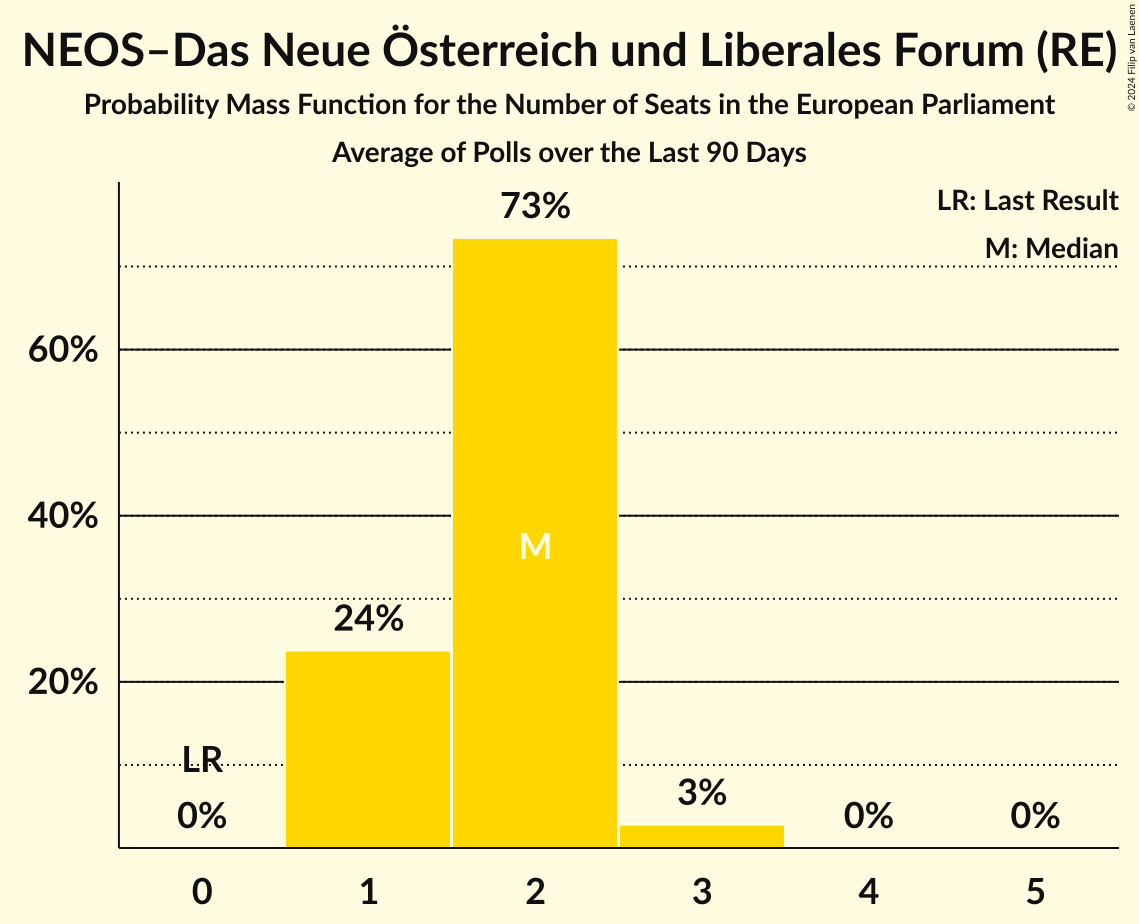 NEOS–Das Neue Österreich und Liberales Forum (RE)
Probability Mass Function for the Number of Seats in the European Parliament
Average of Polls over the Last 90 Days
© 2024 Filip van Laenen
LR: Last Result
M: Median
73%
60%
40%
M
24%
20%
LR
0%
3%
0%
0%
0
1
2
3
4
5